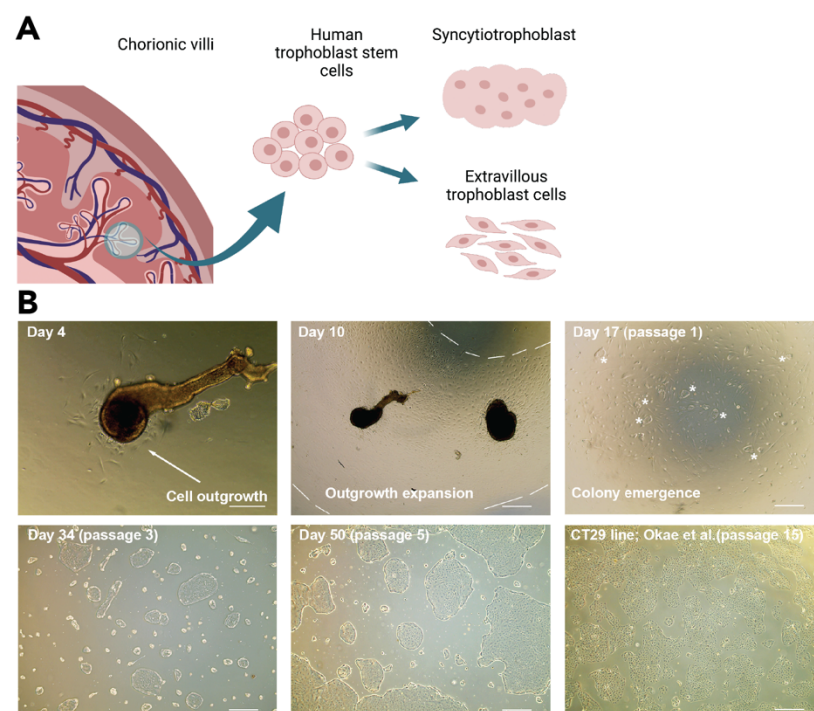 A
Chorionic villi
Human
trophoblast stem
cells
Syncytiotrophoblast
Extravillous
trophoblast cells
B
Day 4
Cell outgrowth
Day 10
Outgrowth expansion
Day 17 (passage 1)
*
*
*
*
*
*
*
Colony emergence
Day 34 (passage 3)
Day 50 (passage 5)
CT29 line; Okae et al.(passage 15)